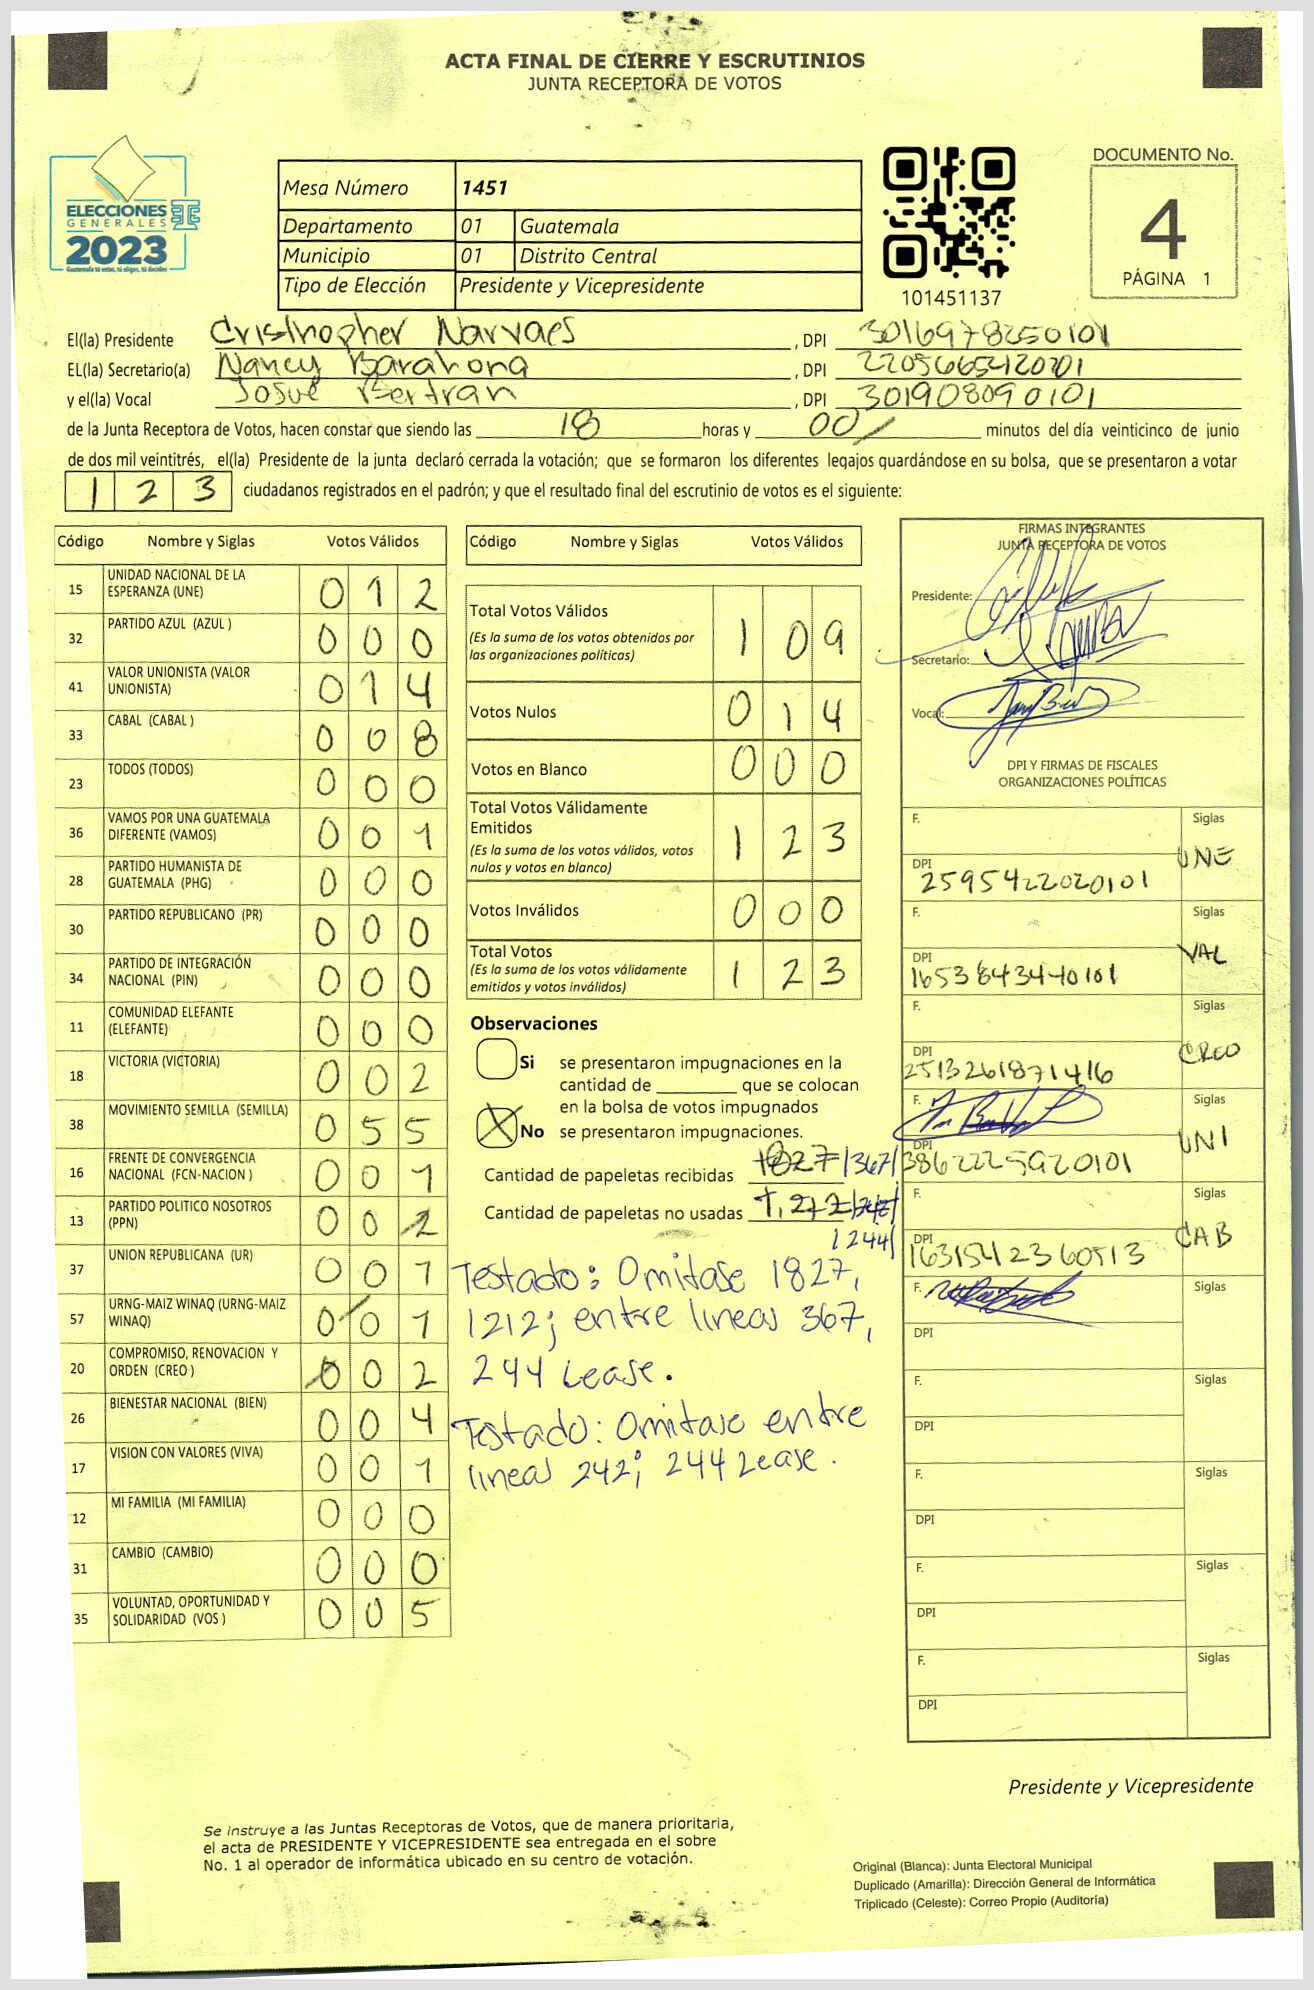 ACTA FINAL DE CIERRE Y ESCRUTINIOS
JUNTA RECEPTORA DE VOTOS
ELECCIONES
GENERALES
2023
Guatemala tú votas, tú eliges, tú decides
Mesa Número 1451
Departamento 01 Guatemala
Municipio 01 Distrito Central
Tipo de Elección Presidente y Vicepresidente
101451137
DOCUMENTO No.
4
PÁGINA 1
El(la) Presidente Cristhopher Narvaes, DPI 3016978250101
EL(la) Secretario(a) Nancy Barahona, DPI
y el(la) Vocal Josue Bertran, DPI 301908090101
de la Junta Receptora de Votos, hacen constar que siendo las 18 horas y 00/ minutos del día veinticinco de junio
de dos mil veintitrés, el(la) Presidente de la junta declaró cerrada la votación; que se formaron los diferentes legajos guardándose en su bolsa, que se presentaron a votar
1 2 3 ciudadanos registrados en el padrón; y que el resultado final del escrutinio de votos es el siguiente:
Código Nombre y Siglas Votos Válidos
15 UNIDAD NACIONAL DE LA ESPERANZA (UNE) 0 1 2
32 PARTIDO AZUL (AZUL ) 0 0 0
41 VALOR UNIONISTA (VALOR UNIONISTA) 0 1 4
33 CABAL (CABAL ) 0 0 8
23 TODOS (TODOS) 0 0 0
36 VAMOS POR UNA GUATEMALA DIFERENTE (VAMOS) 0 0 1
28 PARTIDO HUMANISTA DE GUATEMALA (PHG) 0 0 0
30 PARTIDO REPUBLICANO (PR) 0 0 0
34 PARTIDO DE INTEGRACIÓN NACIONAL (PIN) 0 0 0
11 COMUNIDAD ELEFANTE (ELEFANTE) 0 0 0
18 VICTORIA (VICTORIA) 0 0 2
38 MOVIMIENTO SEMILLA (SEMILLA) 0 5 5
16 FRENTE DE CONVERGENCIA NACIONAL (FCN-NACION ) 0 0 1
13 PARTIDO POLITICO NOSOTROS (PPN) 0 0 2
37 UNION REPUBLICANA (UR) 0 0 1
57 URNG-MAIZ WINAQ (URNG-MAIZ WINAQ) 0 0 1
20 COMPROMISO, RENOVACION Y ORDEN (CREO ) 0 0 2
26 BIENESTAR NACIONAL (BIEN) 0 0 4
17 VISION CON VALORES (VIVA) 0 0 1
12 MI FAMILIA (MI FAMILIA) 0 0 0
31 CAMBIO (CAMBIO) 0 0 0
35 VOLUNTAD, OPORTUNIDAD Y SOLIDARIDAD (VOS ) 0 0 5
Código Nombre y Siglas Votos Válidos
Total Votos Válidos 1 0 9
(Es la suma de los votos obtenidos por
las organizaciones políticas)
Votos Nulos 0 1 4
Votos en Blanco 0 0 0
Total Votos Válidamente
Emitidos 1 2 3
(Es la suma de los votos válidos, votos
nulos y votos en blanco)
Votos Inválidos 0 0 0
Total Votos 1 2 3
(Es la suma de los votos válidamente
emitidos y votos inválidos)
Observaciones
Si se presentaron impugnaciones en la
cantidad de ________ que se colocan
en la bolsa de votos impugnados
No se presentaron impugnaciones.
Cantidad de papeletas recibidas 1827 /367/
Cantidad de papeletas no usadas 1,272 /242/
/244/
Testado: Omitase 1827,
1212; entre lineas 367,
244 Lease.
Testado: Omitase entre
lineas 242; 244 Lease.
FIRMAS INTEGRANTES
JUNTA RECEPTORA DE VOTOS
Presidente:
Secretario:
Vocal:
DPI Y FIRMAS DE FISCALES
ORGANIZACIONES POLÍTICAS
F. Siglas
UNE
DPI
2595422020101
F. Siglas
VAL
DPI
1653843440101
F. Siglas
CREO
DPI
2513261871416
F. Siglas
UNI
DPI
3862225920101
F. Siglas
CAB
DPI
1631542360513
F. Siglas
DPI
F. Siglas
DPI
F. Siglas
DPI
F. Siglas
DPI
F. Siglas
DPI
Presidente y Vicepresidente
Se instruye a las Juntas Receptoras de Votos, que de manera prioritaria,
el acta de PRESIDENTE Y VICEPRESIDENTE sea entregada en el sobre
No. 1 al operador de informática ubicado en su centro de votación.
Original (Blanca): Junta Electoral Municipal
Duplicado (Amarilla): Dirección General de Informática
Triplicado (Celeste): Correo Propio (Auditoría)